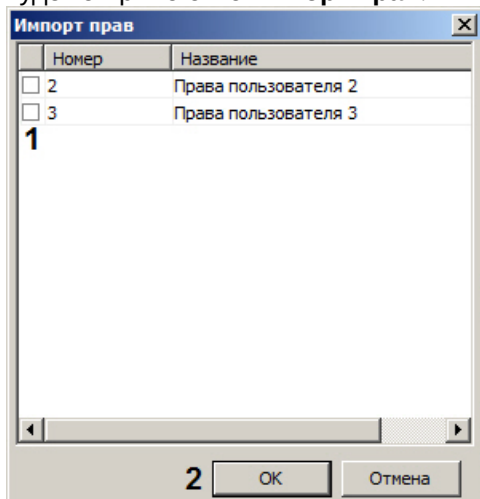 Импорт прав
Номер Название
2 Права пользователя 2
3 Права пользователя 3
1
2 OK Отмена